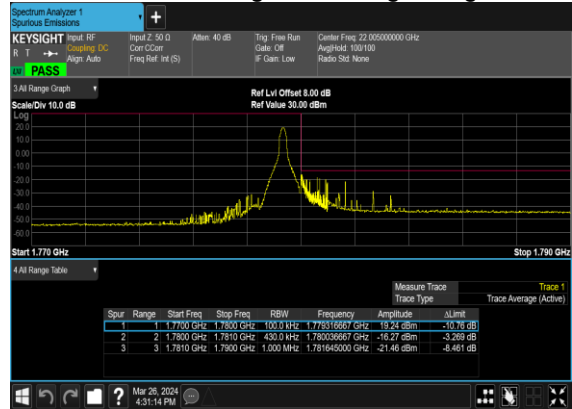 Spectrum Analyzer 1
Spurious Emissions
KEYSIGHT Input: RF Input Z: 50 Ω Atten: 40 dB Trig: Free Run Center Freq: 22.005000000 GHz
R T Coupling: DC Corr CCorr Gate: Off Avg|Hold: 100/100
Align: Auto Freq Ref: Int (S) IF Gain: Low Radio Std: None
PASS
3 All Range Graph
Ref Lvl Offset 8.00 dB
Scale/Div 10.0 dB Ref Value 30.00 dBm
Log
20.0
10.0
0.00
-10.0
-20.0
-30.0
-40.0
-50.0
-60.0
Start 1.770 GHz Stop 1.790 GHz
4 All Range Table
Measure Trace Trace 1
Trace Type Trace Average (Active)
Spur Range Start Freq Stop Freq RBW Frequency Amplitude ΔLimit
1 1 1.7700 GHz 1.7800 GHz 100.0 kHz 1.779316667 GHz 19.24 dBm -10.76 dB
2 2 1.7800 GHz 1.7810 GHz 430.0 kHz 1.780036667 GHz -16.27 dBm -3.269 dB
3 3 1.7810 GHz 1.7900 GHz 1.000 MHz 1.781645000 GHz -21.46 dBm -8.461 dB
Mar 26, 2024
4:31:14 PM